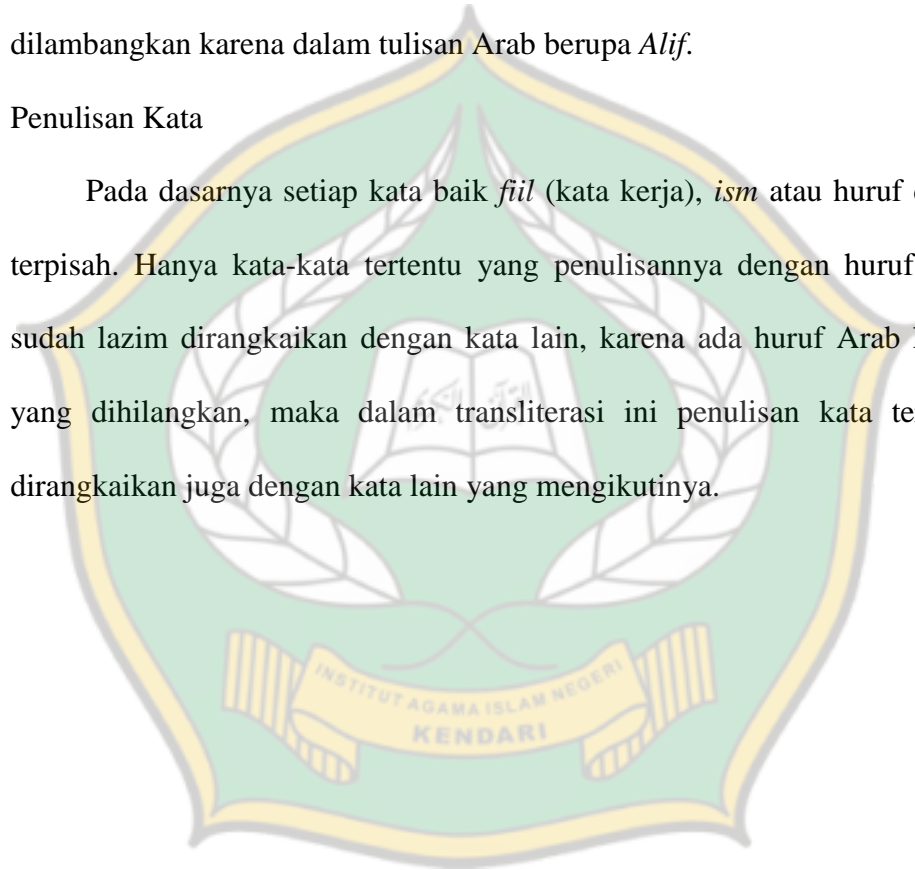 dilambangkan karena dalam tulisan Arab berupa Alif.
Penulisan Kata
Pada dasarnya setiap kata baik fiil (kata kerja), ism atau huruf
terpisah. Hanya kata-kata tertentu yang penulisannya dengan huruf
sudah lazim dirangkaikan dengan kata lain, karena ada huruf Arab
yang dihilangkan, maka dalam transliterasi ini penulisan kata
dirangkaikan juga dengan kata lain yang mengikutinya.
INSTITUT AGAMA ISLAM NEGERI
KENDARI